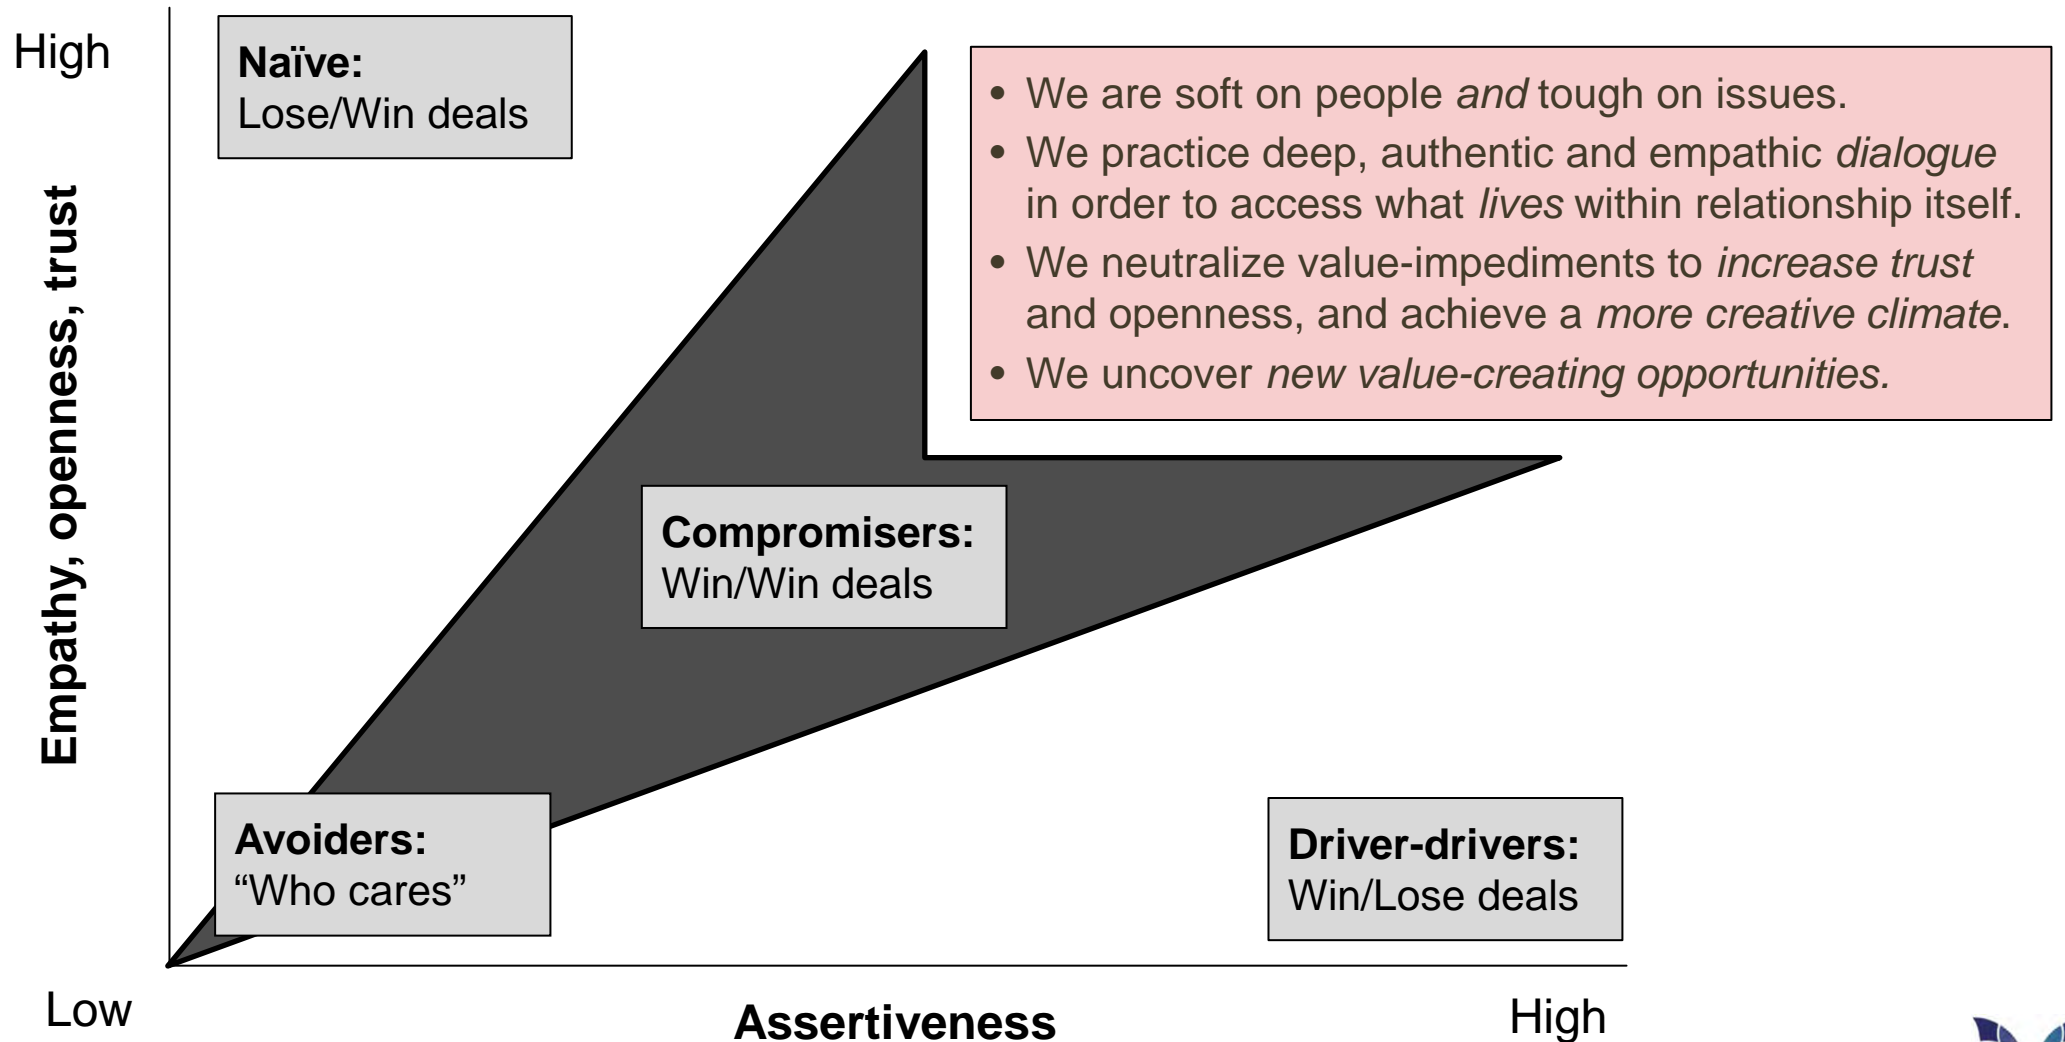 High
Naïve:
Lose/Win deals
• We are soft on people and tough on issues.
• We practice deep, authentic and empathic dialogue
in order to access what lives within relationship itself.
• We neutralize value-impediments to increase trust
and openness, and achieve a more creative climate.
• We uncover new value-creating opportunities.
Empathy, openness, trust
Compromisers:
Win/Win deals
Avoiders:
“Who cares”
Driver-drivers:
Win/Lose deals
Low
Assertiveness
High